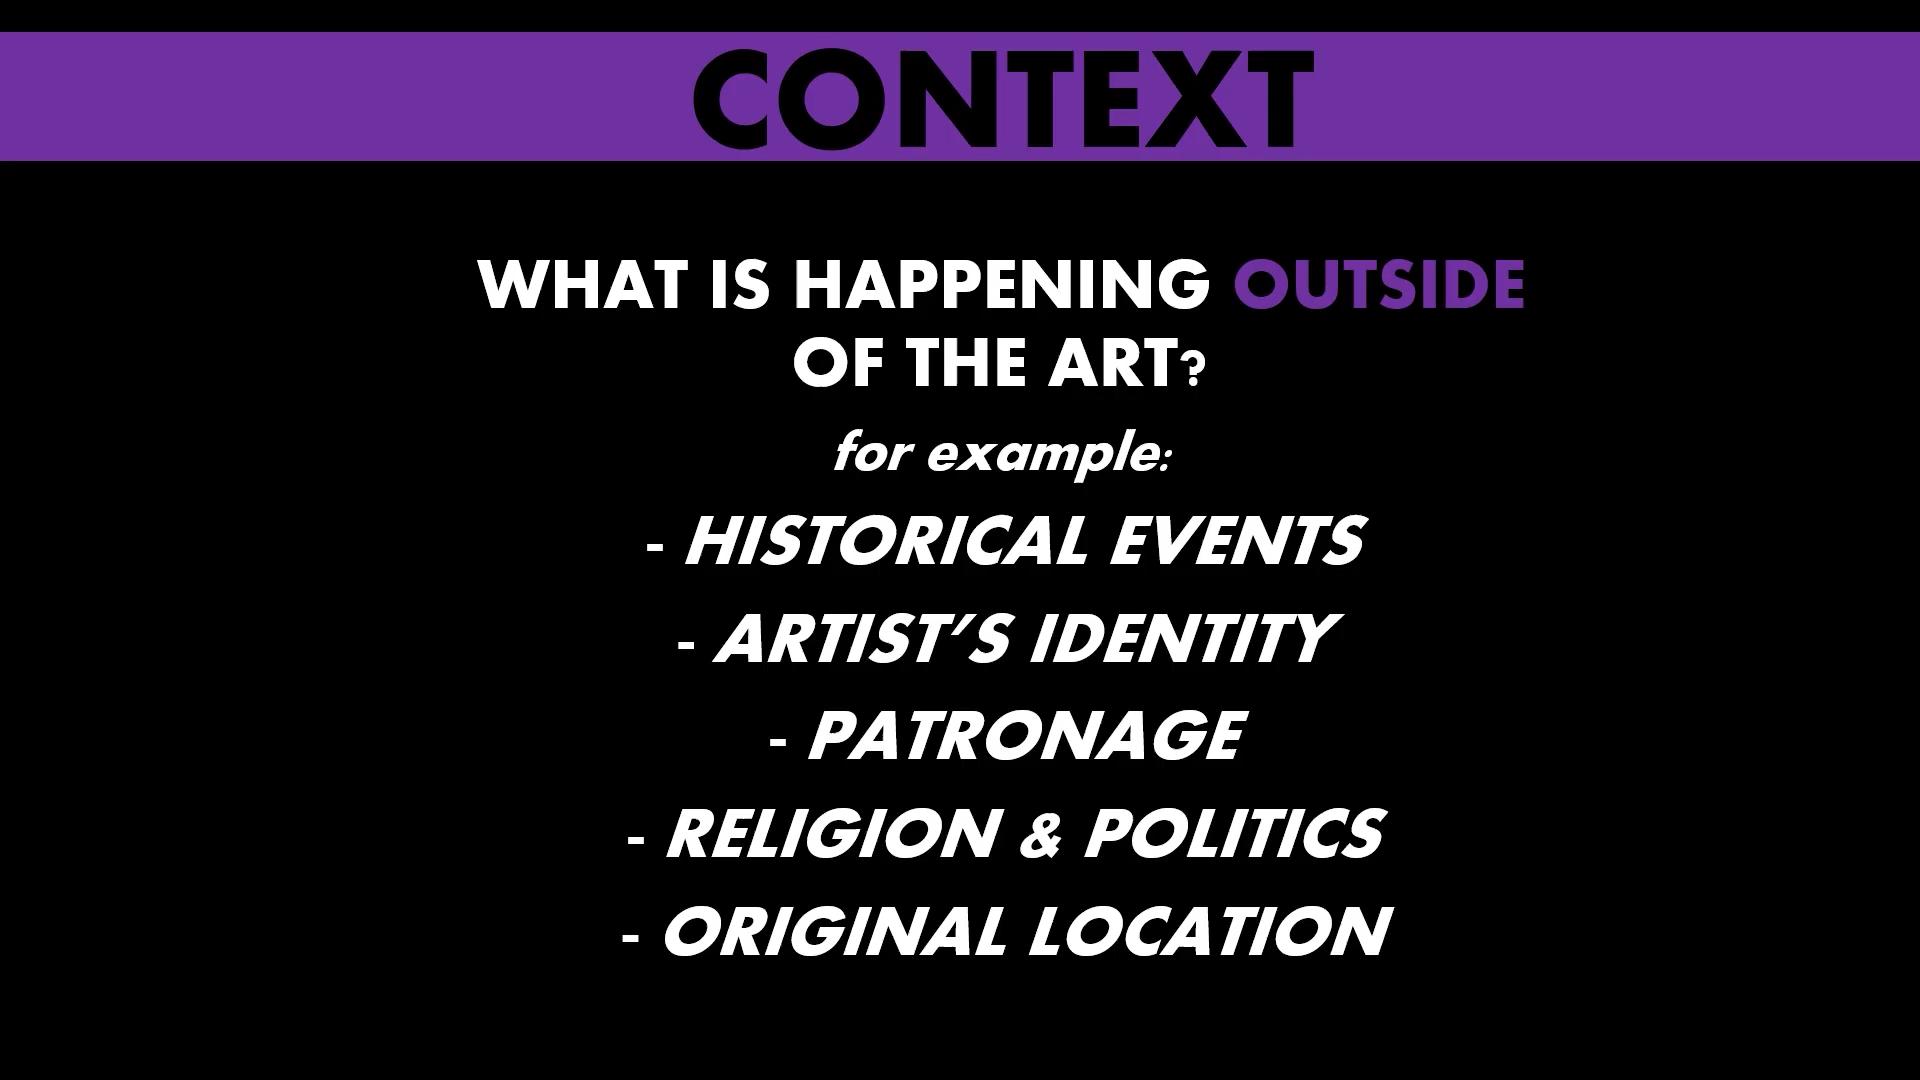 CONTEXT
WHAT IS HAPPENING OUTSIDE
OF THE ART?
for example:
- HISTORICAL EVENTS
- ARTIST'S IDENTITY
- PATRONAGE
- RELIGION & POLITICS
- ORIGINAL LOCATION